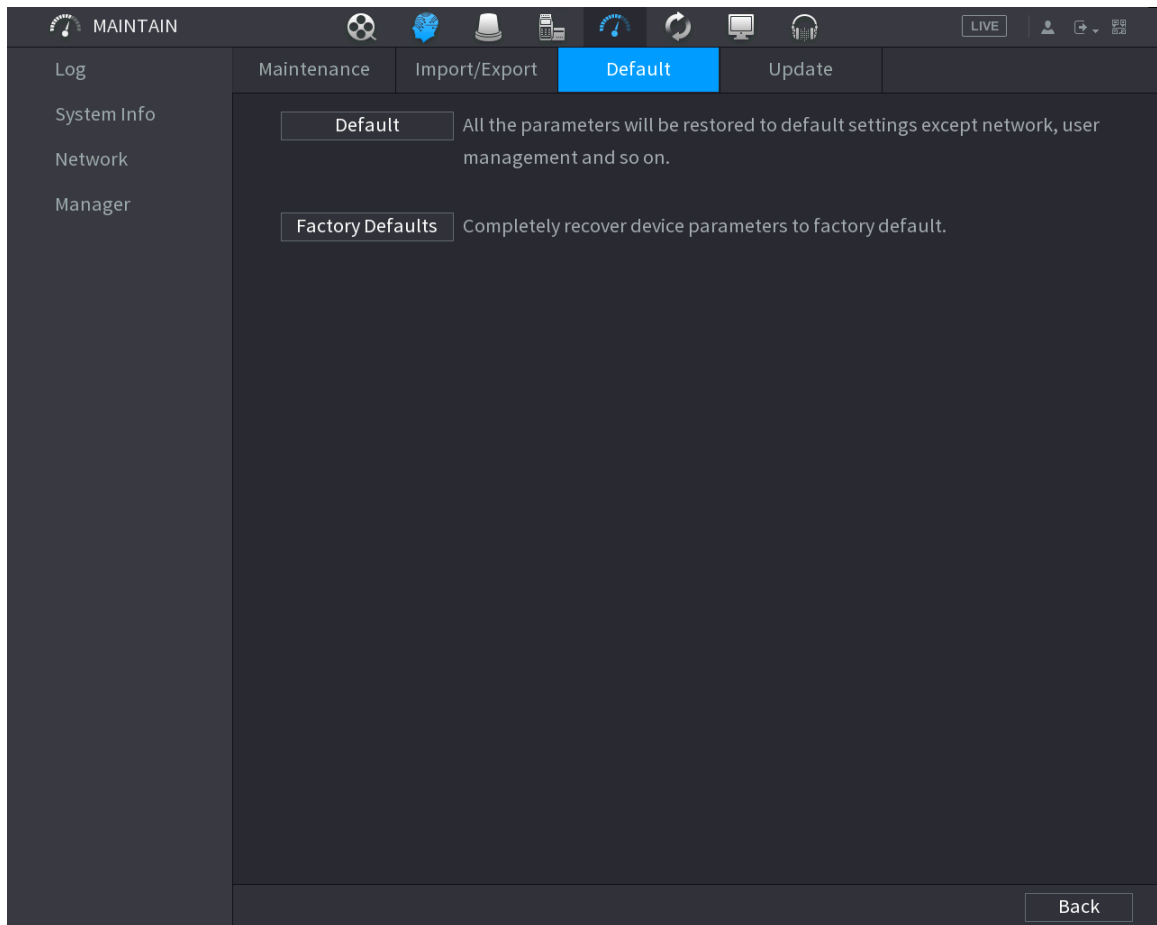 MAINTAIN
LIVE
Log
System Info
Network
Manager
Maintenance
Import/Export
Default
Update
Default
All the parameters will be restored to default settings except network, user
management and so on.
Factory Defaults
Completely recover device parameters to factory default.
Back